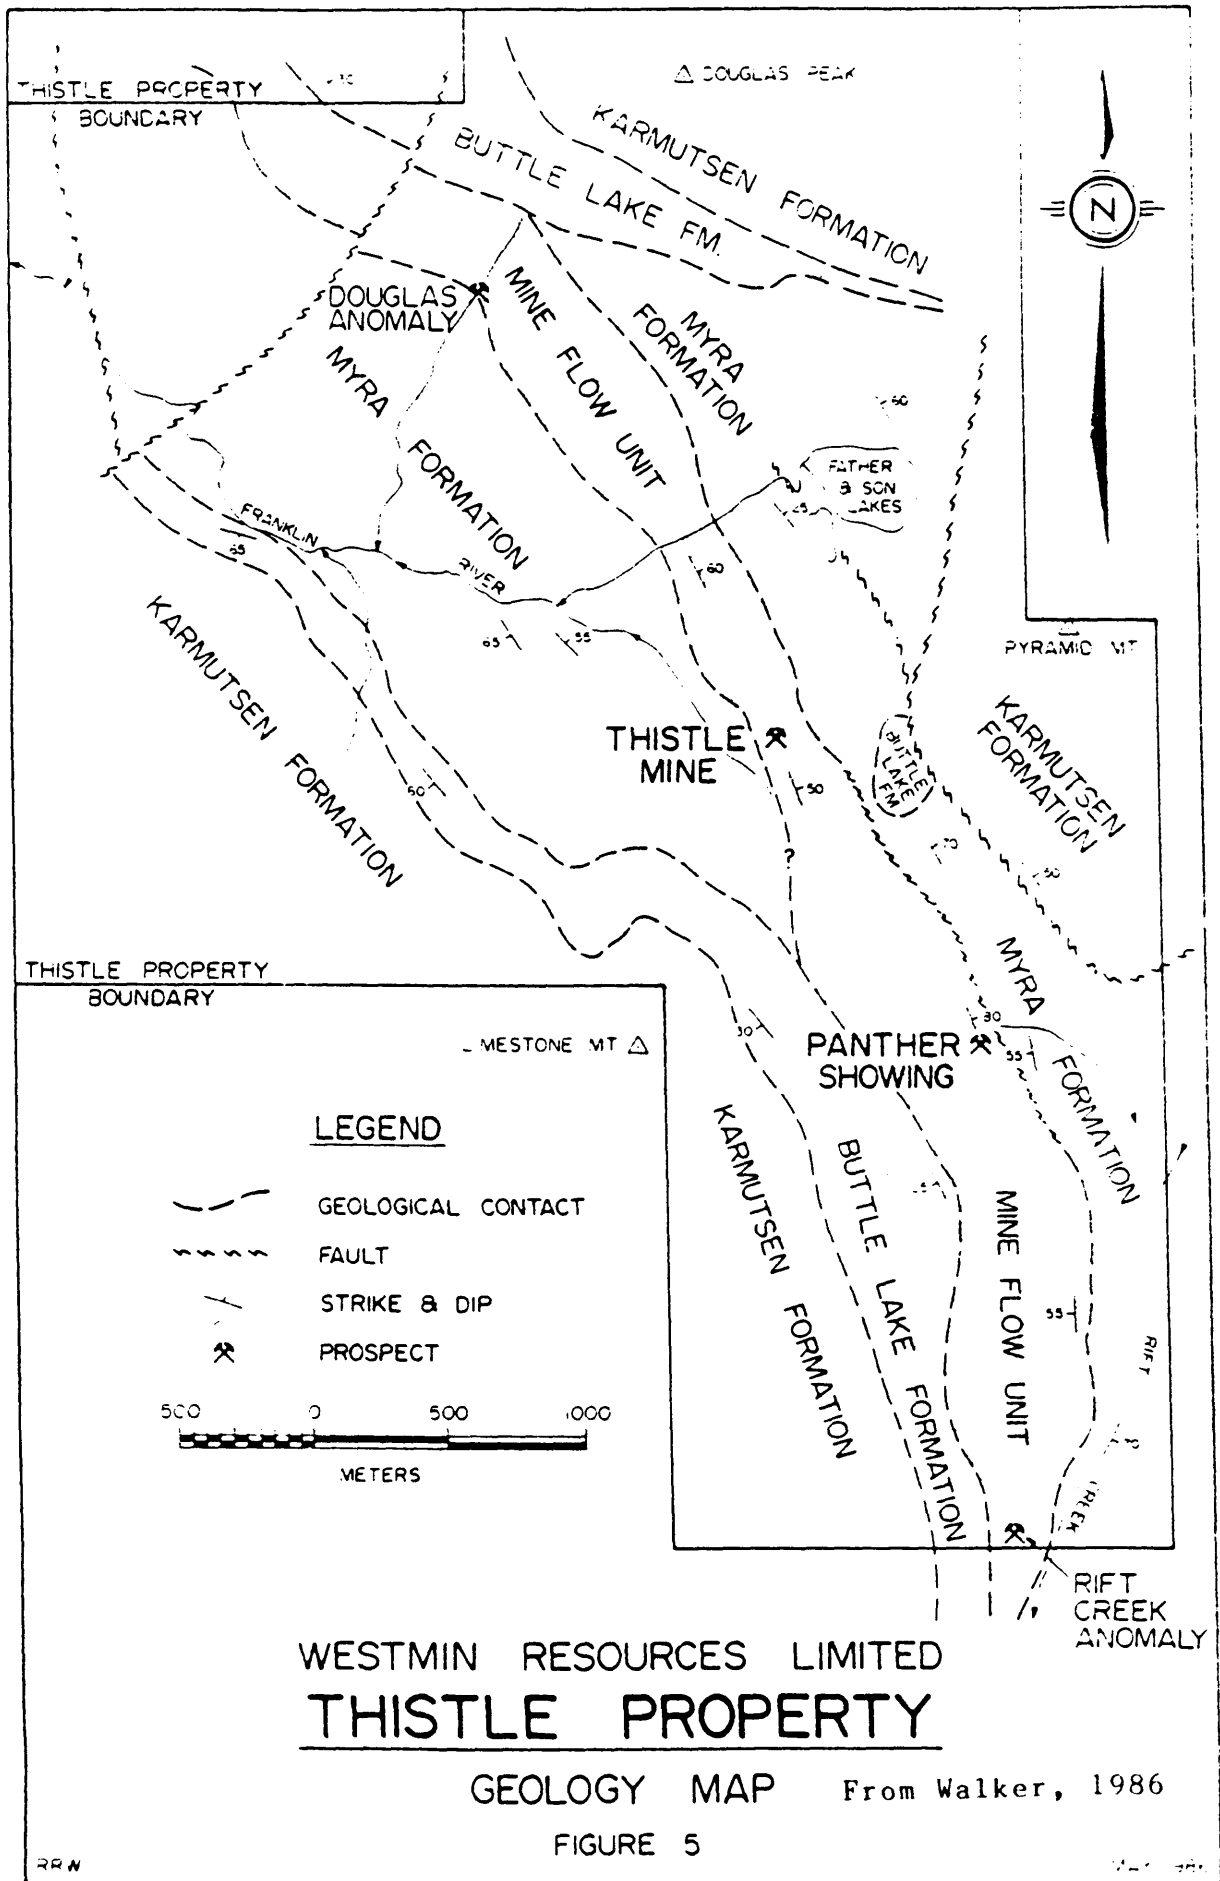 THISTLE PROPERTY
BOUNDARY
DOUGLAS PEAK
KARMUTSEN FORMATION
BUTTLE LAKE FM.
N
DOUGLAS
ANOMALY
MINE FLOW UNIT
MYRA
FORMATION
MYRA FORMATION
60
FATHER
& SON
LAKES
25
FRANKLIN
RIVER
65
60
65
55
PYRAMID MT
KARMUTSEN FORMATION
THISTLE
MINE
BUTTLE
LAKE
FM
KARMUTSEN
FORMATION
50
60
?
70
50
THISTLE PROPERTY
BOUNDARY
MYRA FORMATION
30
30
PANTHER
SHOWING
55
MESTONE MT
KARMUTSEN FORMATION
BUTTLE LAKE FORMATION
MINE FLOW UNIT
55
RIFT
CREEK
LEGEND
GEOLOGICAL CONTACT
FAULT
STRIKE & DIP
PROSPECT
500 0 500 1000
METERS
RIFT
CREEK
ANOMALY
WESTMIN RESOURCES LIMITED
THISTLE PROPERTY
GEOLOGY MAP From Walker, 1986
FIGURE 5
RRW